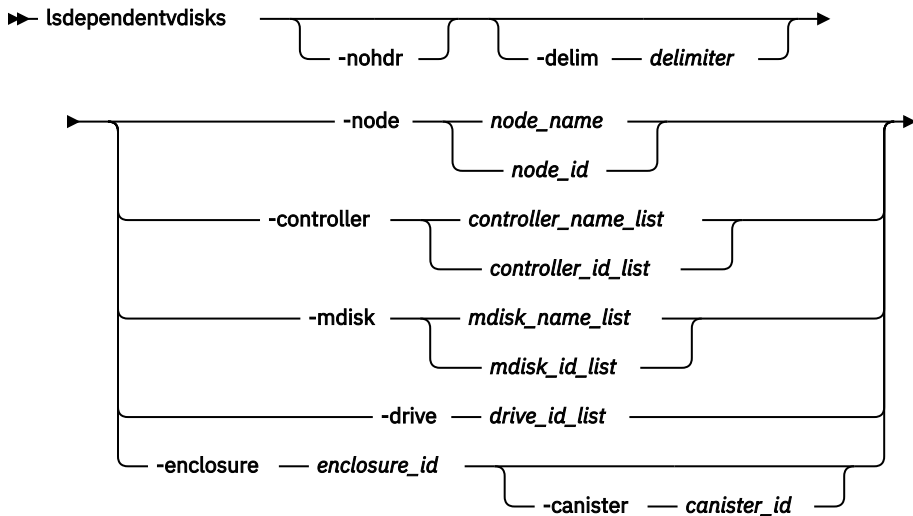 lsdependentvdisks
-nohdr -delim delimiter
-node node_name
node_id
-controller controller_name_list
controller_id_list
-mdisk mdisk_name_list
mdisk_id_list
-drive drive_id_list
-enclosure enclosure_id
-canister canister_id